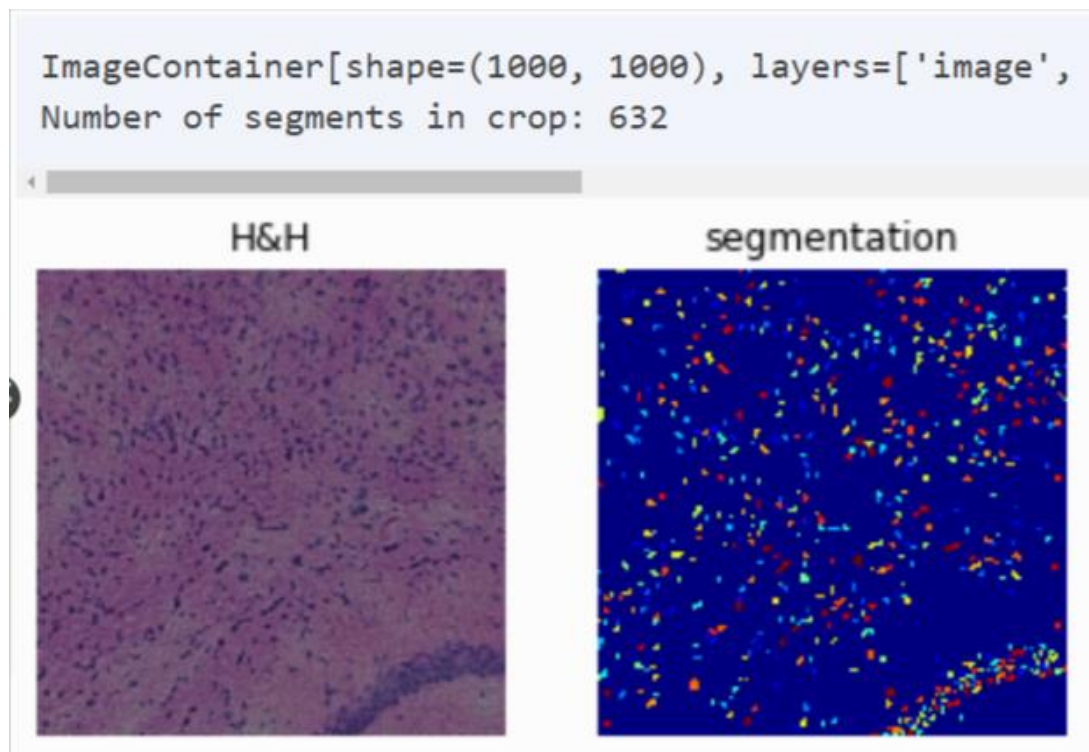 ImageContainer[shape=(1000, 1000), layers=['image',
Number of segments in crop: 632
H&H
segmentation